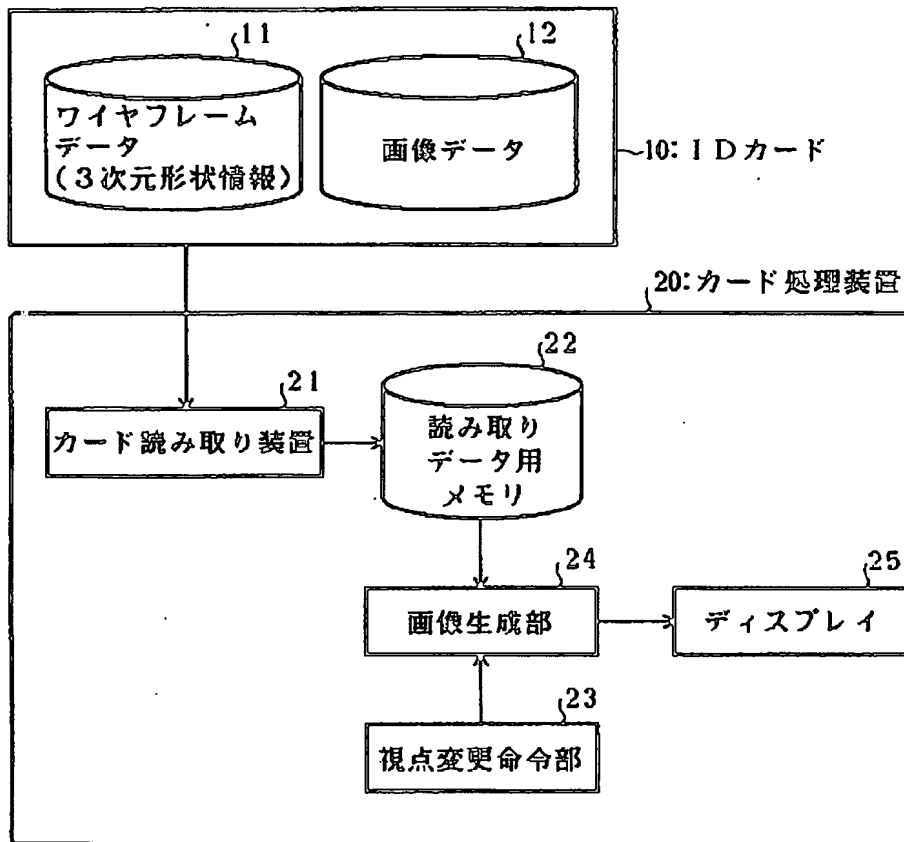 11
12
ワイヤフレーム
データ
(3次元形状情報)
画像データ
10: IDカード
20:カード処理装置
21
カード読み取り装置
22
読み取り
データ用
メモリ
24
画像生成部
25
ディスプレイ
23
視点変更命令部